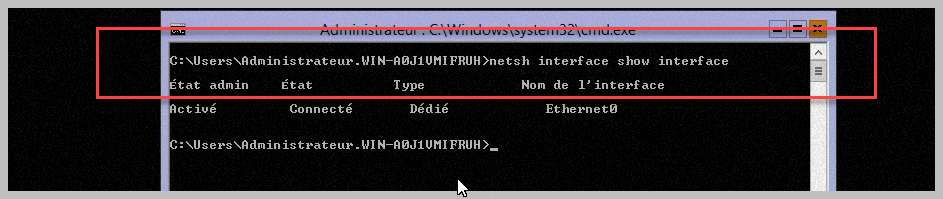 Administrateur : C:\Windows\system32\cmd.exe
C:\Users\Administrateur.WIN-A0J1VMIFRUH>netsh interface show interface
État admin    État          Type             Nom de l'interface
Activé         Connecté       Dédié            Ethernet0
C:\Users\Administrateur.WIN-A0J1VMIFRUH>_